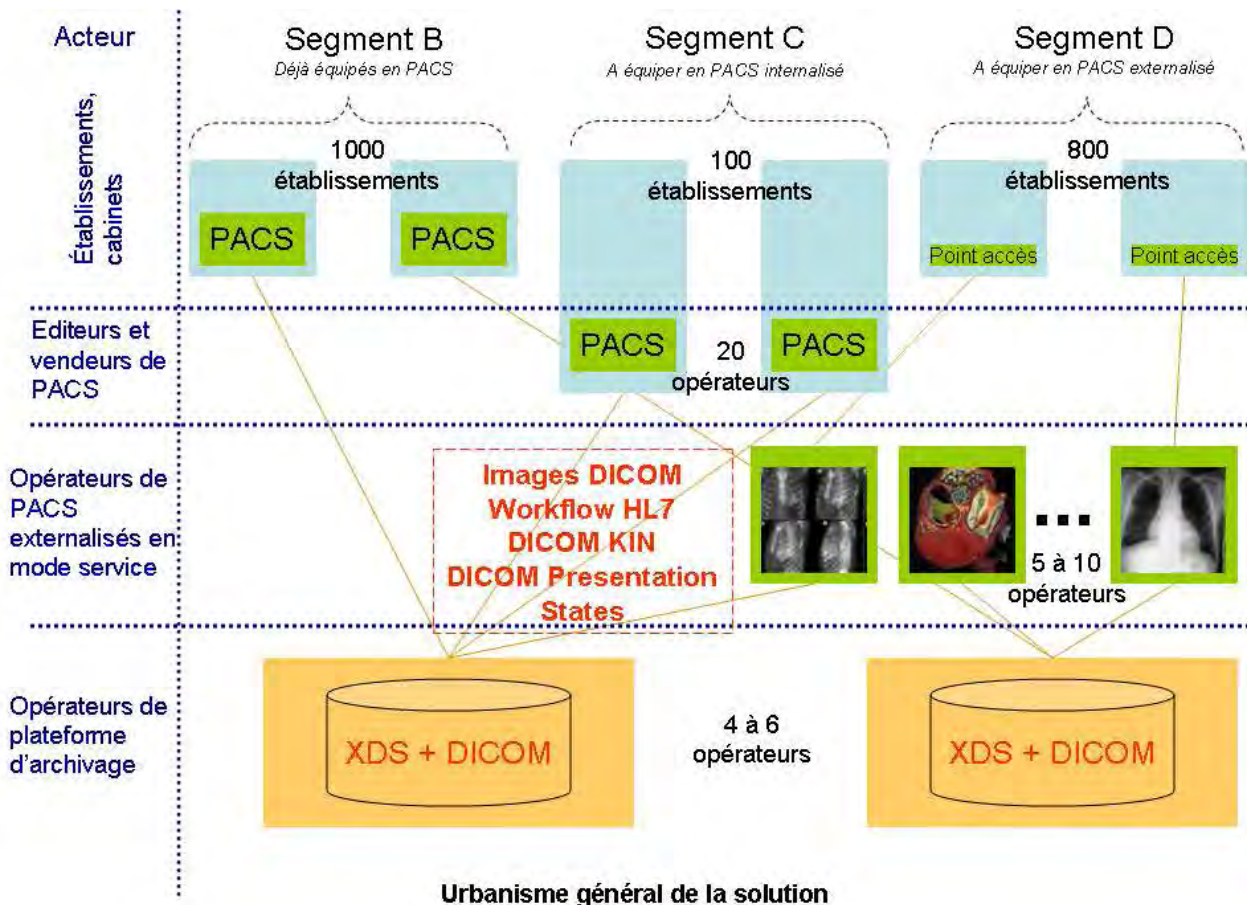 Acteur
Segment B
Déjà équipés en PACS
Segment C
A équiper en PACS internalisé
Segment D
A équiper en PACS externalisé
Établissements,
cabinets
1000
établissements
100
établissements
800
établissements
PACS
PACS
Point accès
Point accès
Editeurs et
vendeurs de
PACS
PACS
PACS
20
opérateurs
Opérateurs de
PACS
externalisés en
mode service
Images DICOM
Workflow HL7
DICOM KIN
DICOM Presentation
States
...
5 à 10
opérateurs
Opérateurs de
plateforme
d'archivage
XDS + DICOM
4 à 6
opérateurs
XDS + DICOM
Urbanisme général de la solution